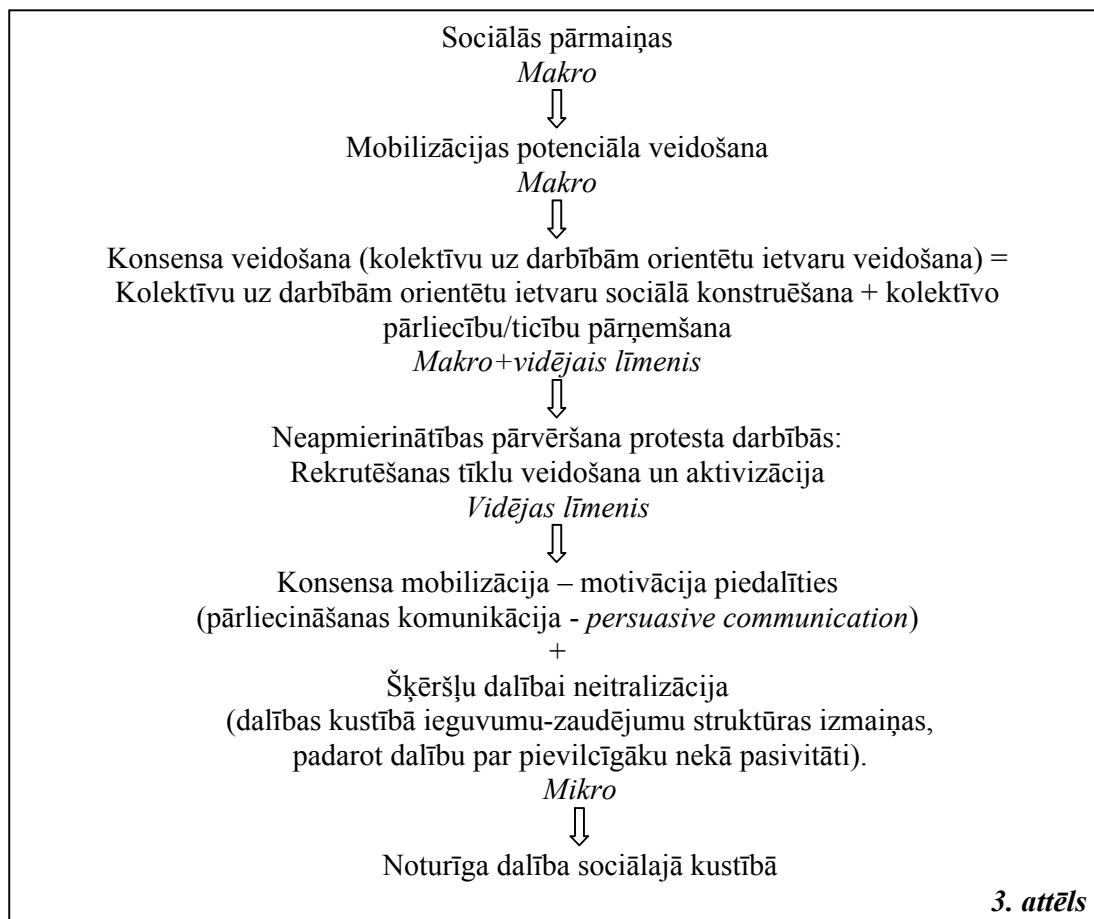 Sociālās pārmaiņas
Makro
Mobilizācijas potenciāla veidošana
Makro
Konsensa veidošana (kolektīvu uz darbībām orientētu ietvaru veidošana) =
Kolektīvu uz darbībām orientētu ietvaru sociālā konstruēšana + kolektīvo
pārliecību/ticību pārņemšana
Makro+vidējais līmenis
Neapmierinātības pārvēršana protesta darbībās:
Rekrutēšanas tīklu veidošana un aktivizācija
Vidējas līmenis
Konsensa mobilizācija – motivācija piedalīties
(pārliecināšanas komunikācija - persuasive communication)
+
Šķēršļu dalībai neitralizācija
(dalības kustībā ieguvumu-zaudējumu struktūras izmaiņas,
padarot dalību par pievilcīgāku nekā pasivitāti).
Mikro
Noturīga dalība sociālajā kustībā
3. attēls